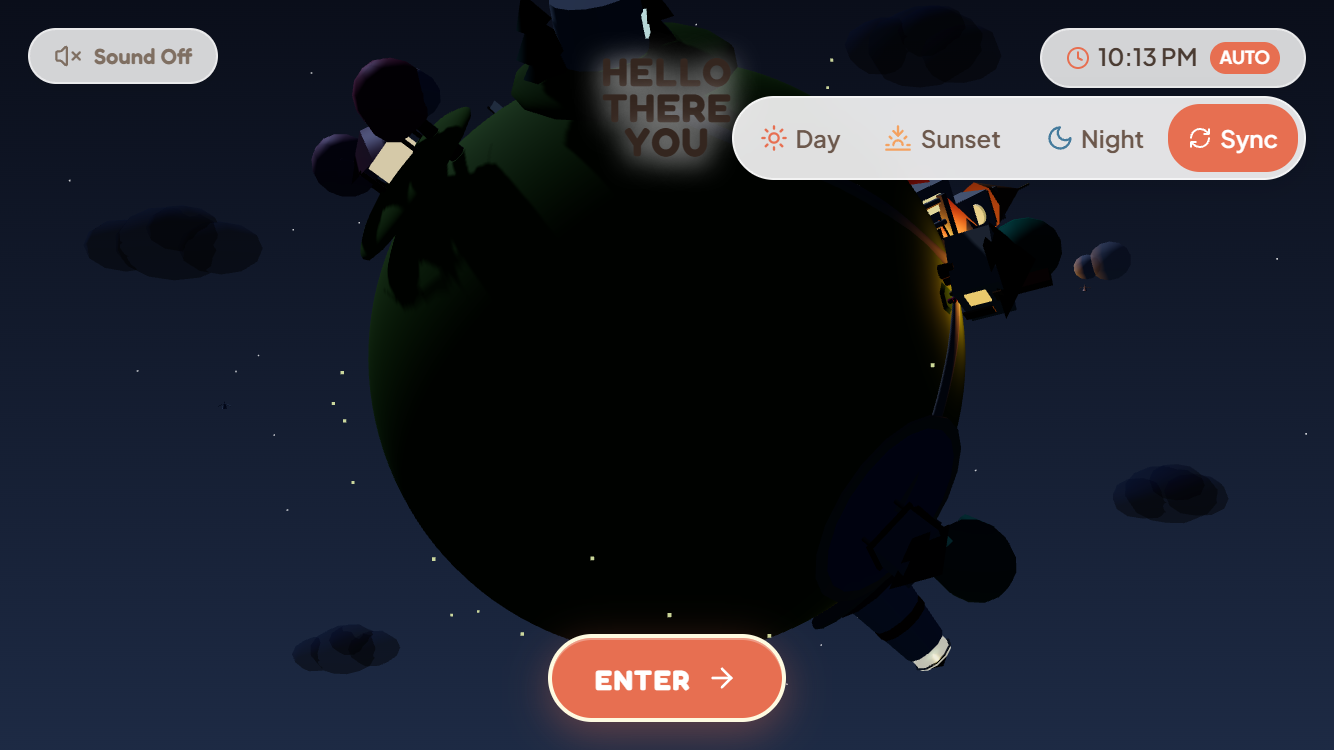 Sound Off
10:13 PM AUTO
HELLO
THERE
YOU
Day Sunset Night Sync
ENTER